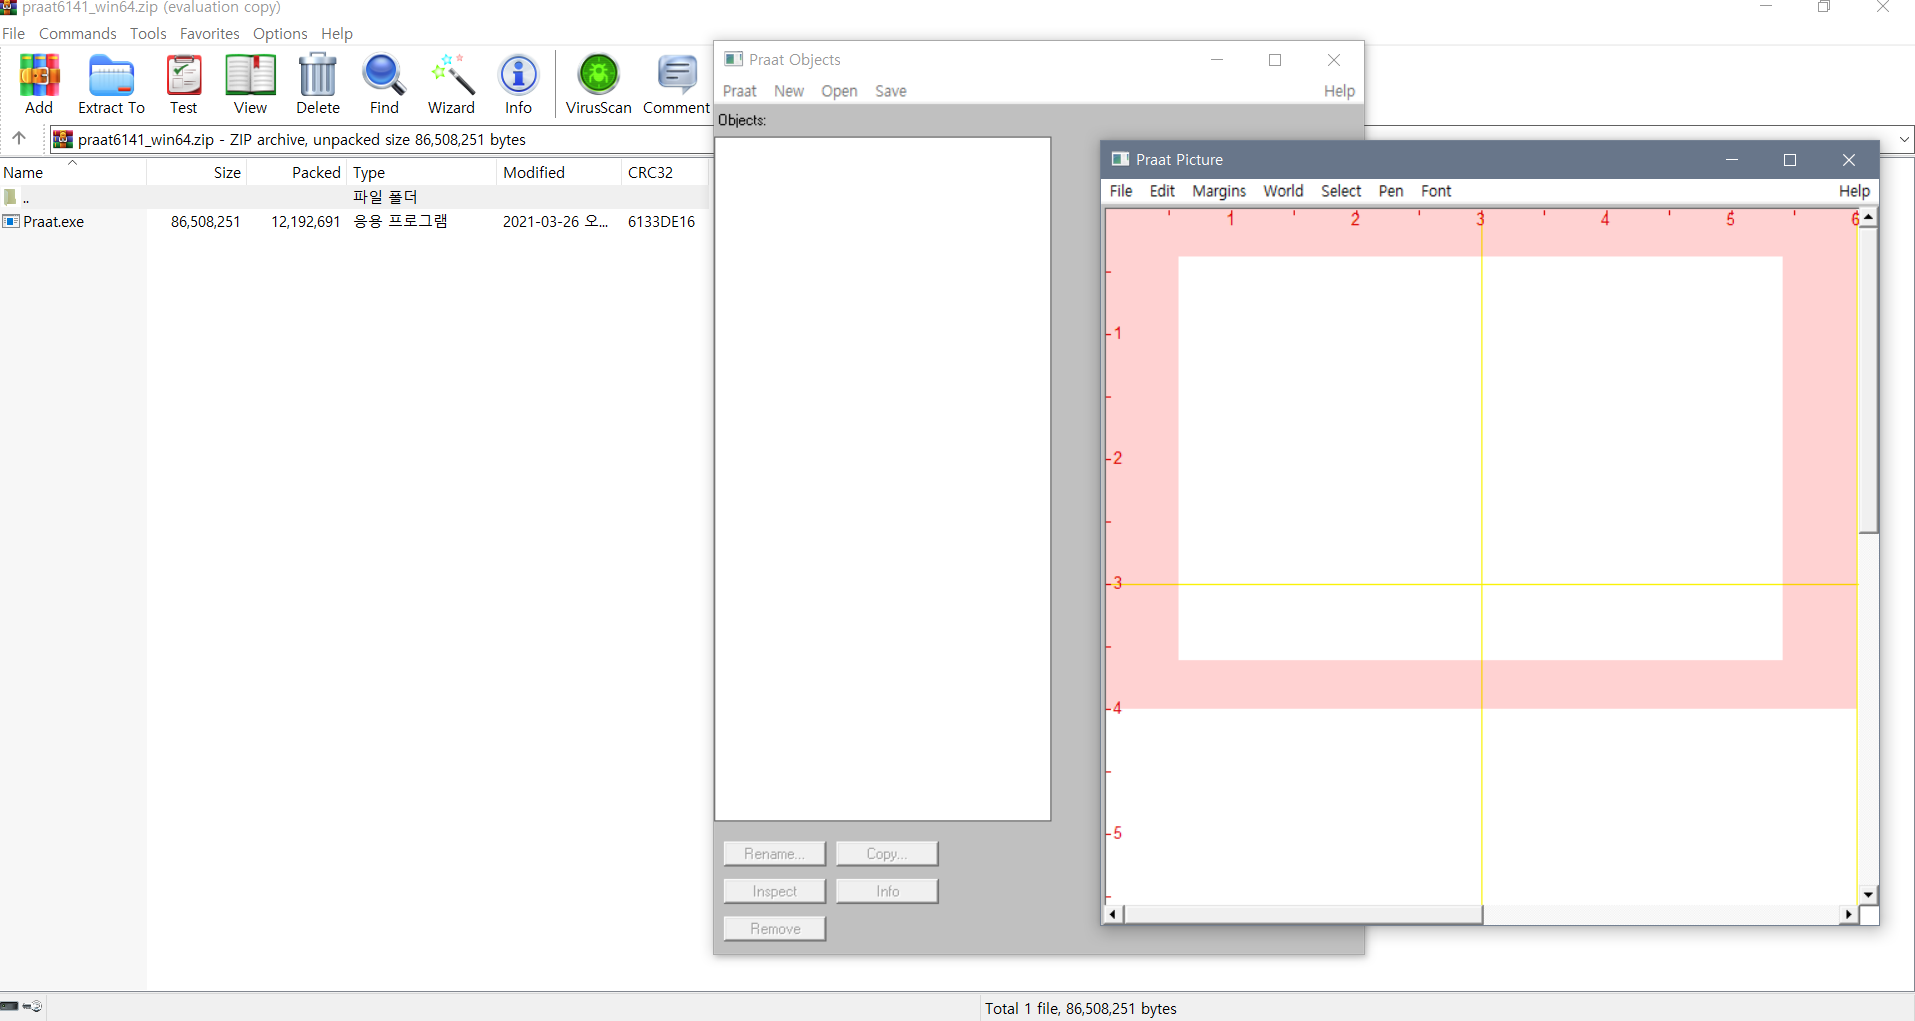 praat6141_win64.zip (evaluation copy)
File Commands Tools Favorites Options Help
Add Extract To Test View Delete Find Wizard Info VirusScan Comment
praat6141_win64.zip - ZIP archive, unpacked size 86,508,251 bytes
Name Size Packed Type Modified CRC32
.. 파일 폴더
Praat.exe 86,508,251 12,192,691 응용 프로그램 2021-03-26 오... 6133DE16
Total 1 file, 86,508,251 bytes
Praat Objects
Praat New Open Save Help
Objects:
Rename... Copy...
Inspect Info
Remove
Praat Picture
File Edit Margins World Select Pen Font Help
1 2 3 4 5 6
1
2
3
4
5